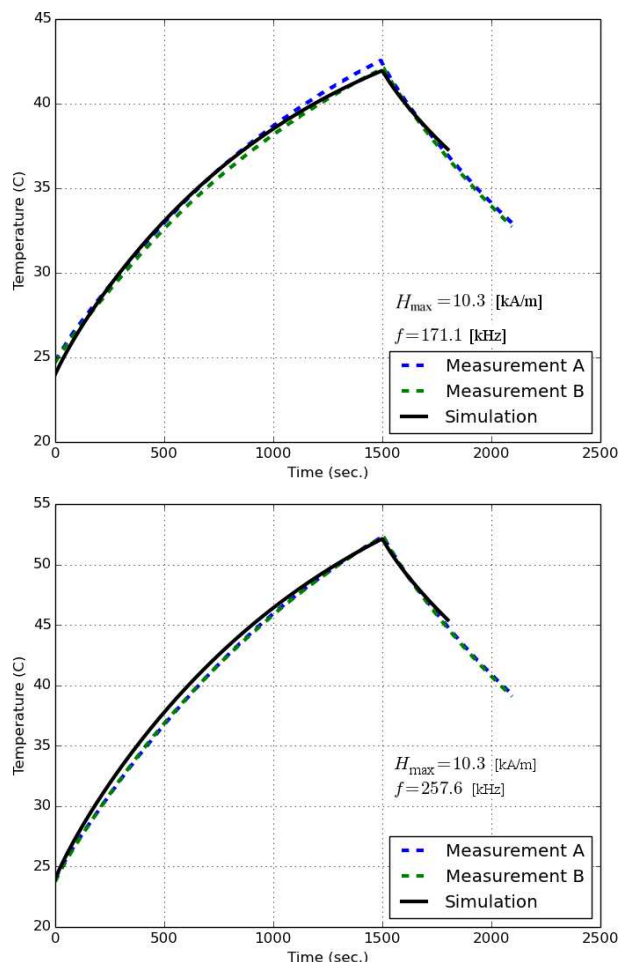 45
40
35
30
25
20
Temperature (C)
H_max = 10.3 [kA/m]
f = 171.1 [kHz]
Measurement A
Measurement B
Simulation
0 500 1000 1500 2000 2500
Time (sec.)
55
50
45
40
35
30
25
20
Temperature (C)
H_max = 10.3 [kA/m]
f = 257.6 [kHz]
Measurement A
Measurement B
Simulation
0 500 1000 1500 2000 2500
Time (sec.)